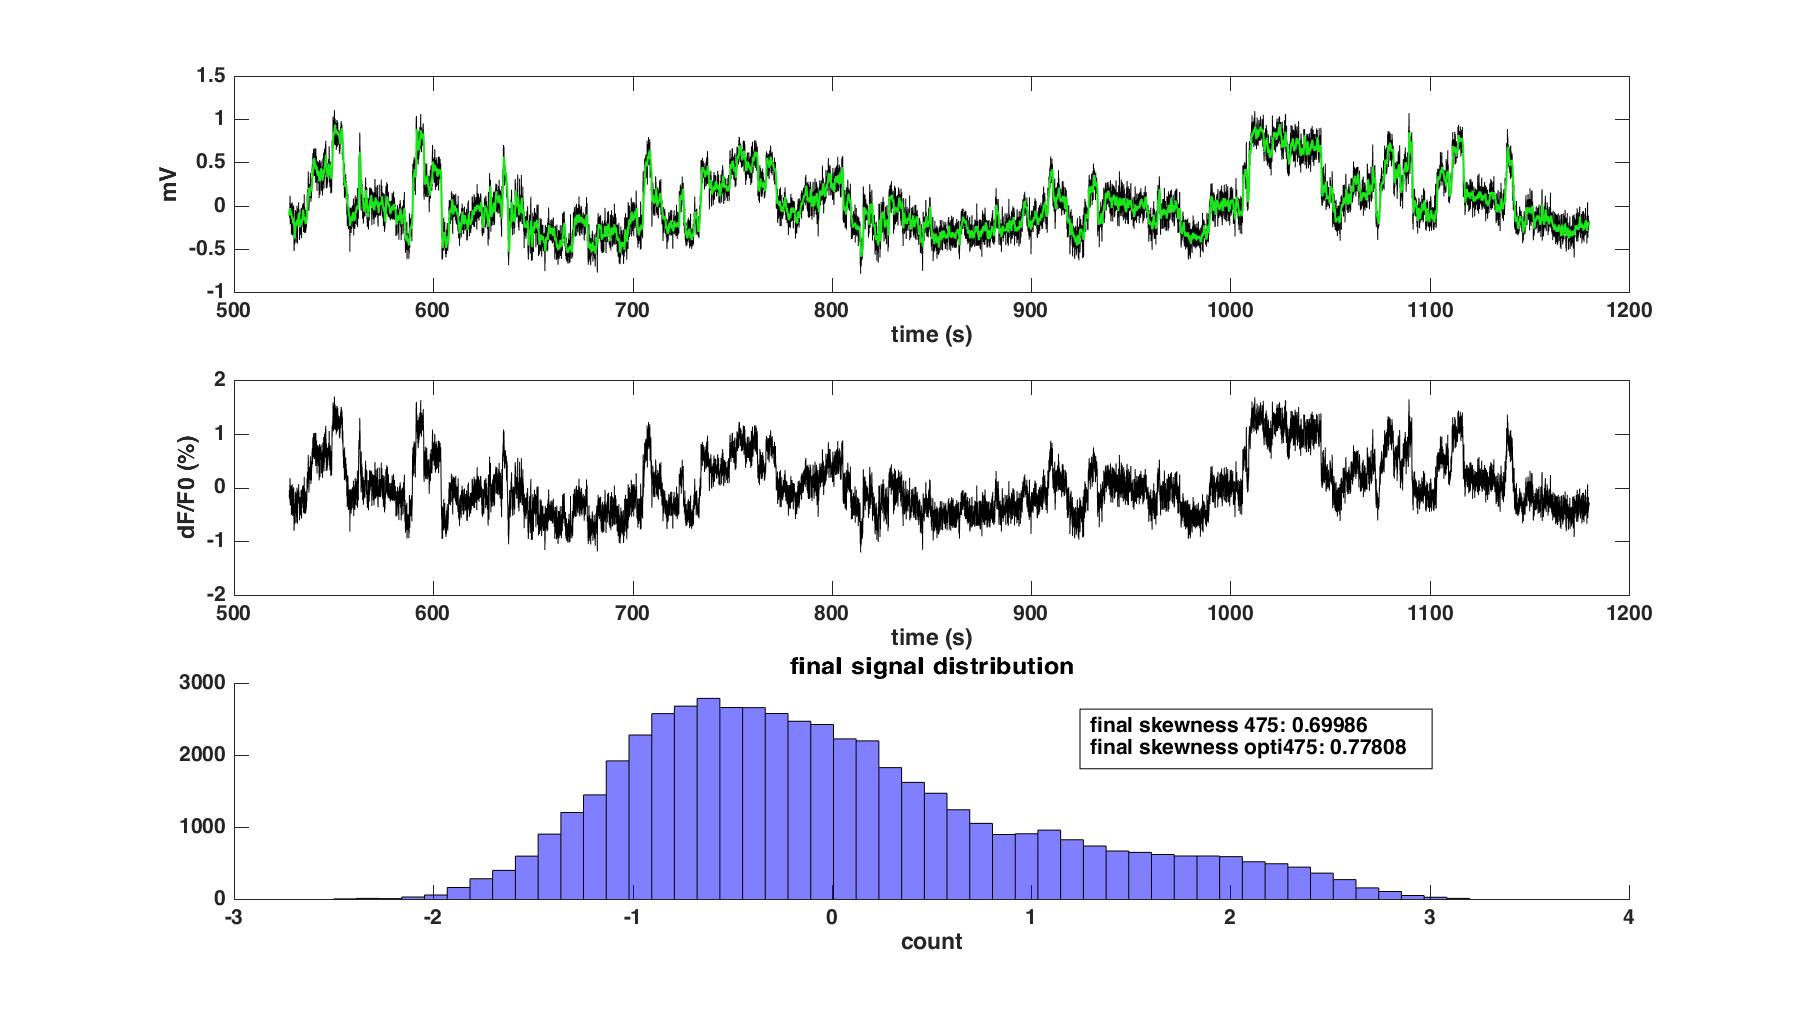 1.5
1
0.5
0
-0.5
-1
mV
500 600 700 800 900 1000 1100 1200
time (s)
2
1
0
-1
-2
dF/F0 (%)
500 600 700 800 900 1000 1100 1200
time (s)
final signal distribution
3000
2000
1000
0
final skewness 475: 0.69986
final skewness opti475: 0.77808
-3 -2 -1 0 1 2 3 4
count